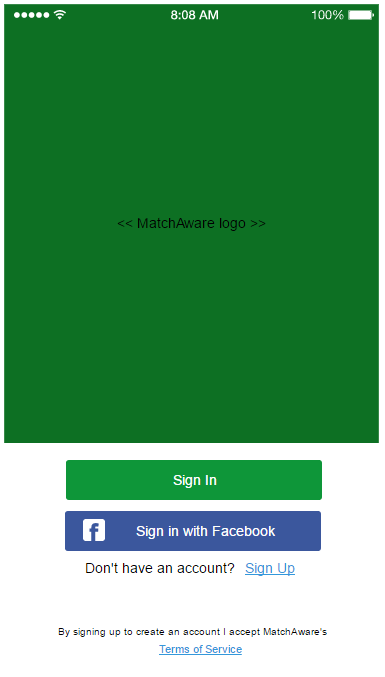 8:08 AM 100%
<< MatchAware logo >>
Sign In
f Sign in with Facebook
Don't have an account? Sign Up
By signing up to create an account I accept MatchAware's
Terms of Service